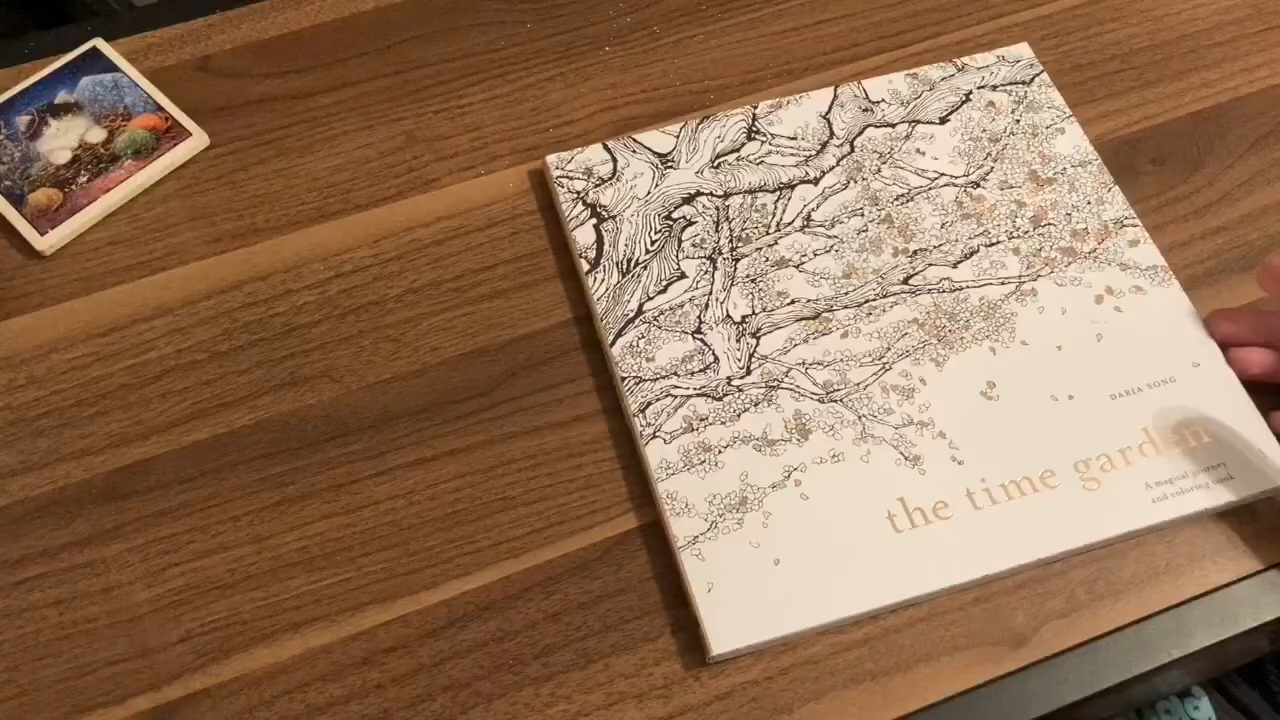 DARIA SONG
the time garden
A magical journey
and coloring book